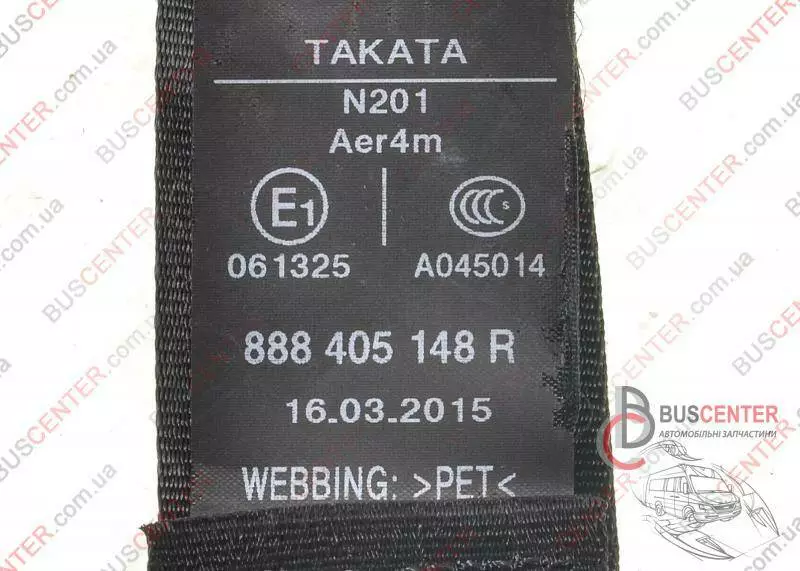 TAKATA
N201
Aer4m
E1
CCC S
061325
A045014
888 405 148 R
16.03.2015
WEBBING: >PET<
BUSCENTER
АВТОМОБІЛЬНІ ЗАПЧАСТИНИ
BUSCENTER.com.ua